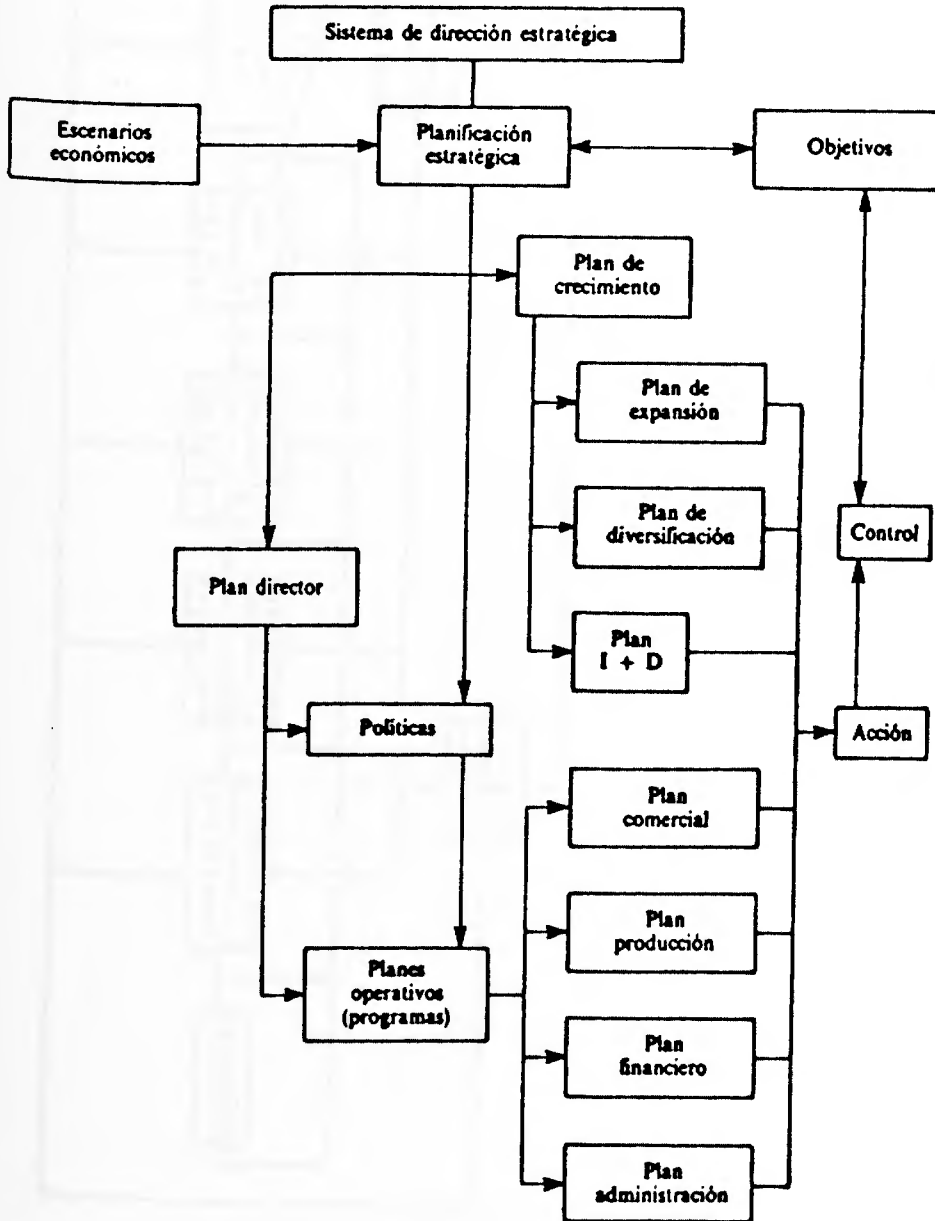 Sistema de dirección estratégica
Escenarios
económicos
Planificación
estratégica
Objetivos
Plan de
crecimiento
Plan de
expansión
Plan de
diversificación
Control
Plan director
Plan
I + D
Políticas
Acción
Plan
comercial
Plan
producción
Planes
operativos
(programas)
Plan
financiero
Plan
administración